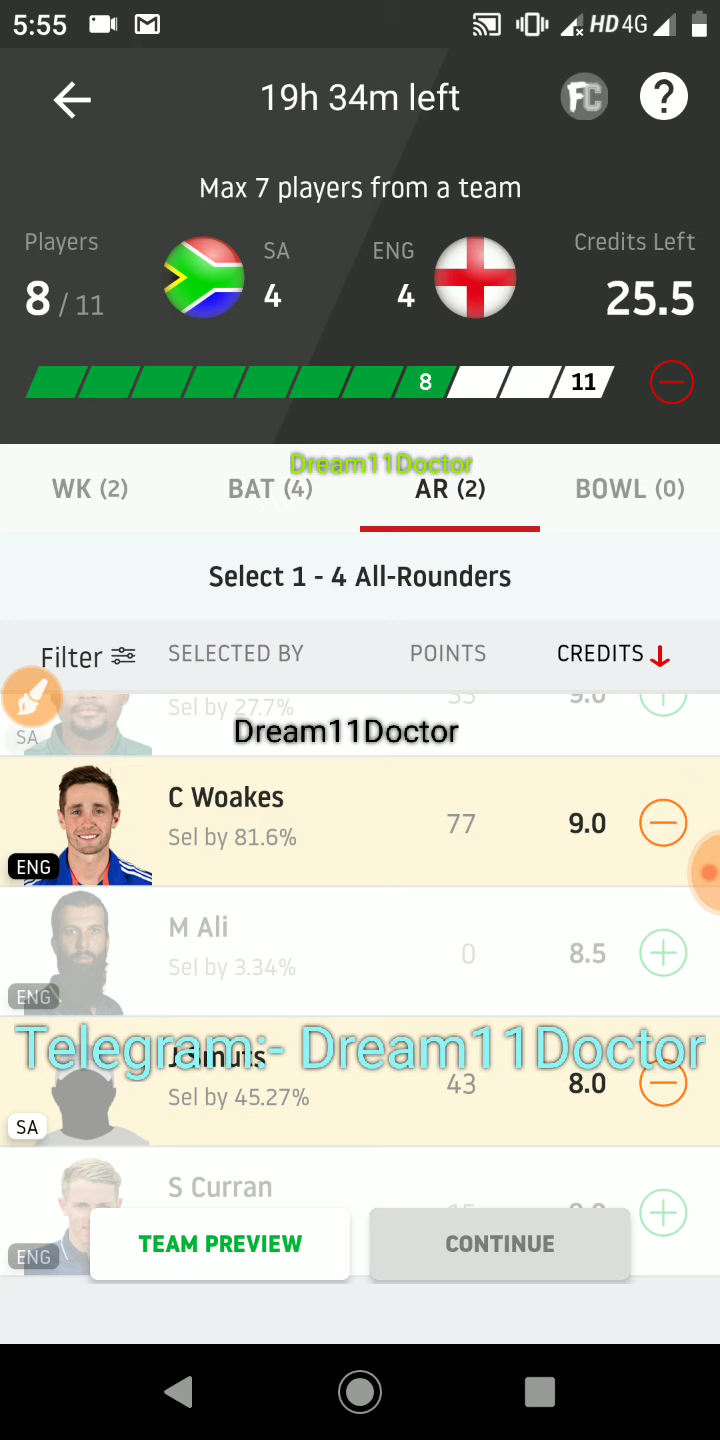 5:55 HD 4G
19h 34m left FC ?
Max 7 players from a team
Players SA ENG Credits Left
8 / 11 4 4 25.5
8 11
Dream11Doctor
WK (2) BAT (4) AR (2) BOWL (0)
Select 1 - 4 All-Rounders
Filter SELECTED BY POINTS CREDITS
Sel by 27.7% 9.0
SA Dream11Doctor
C Woakes
Sel by 81.6% 77 9.0
ENG
M Ali
Sel by 3.34% 0 8.5
ENG
Telegram:- Dream11Doctor
J Smuts
Sel by 45.27% 43 8.0
SA
S Curran
ENG
TEAM PREVIEW CONTINUE